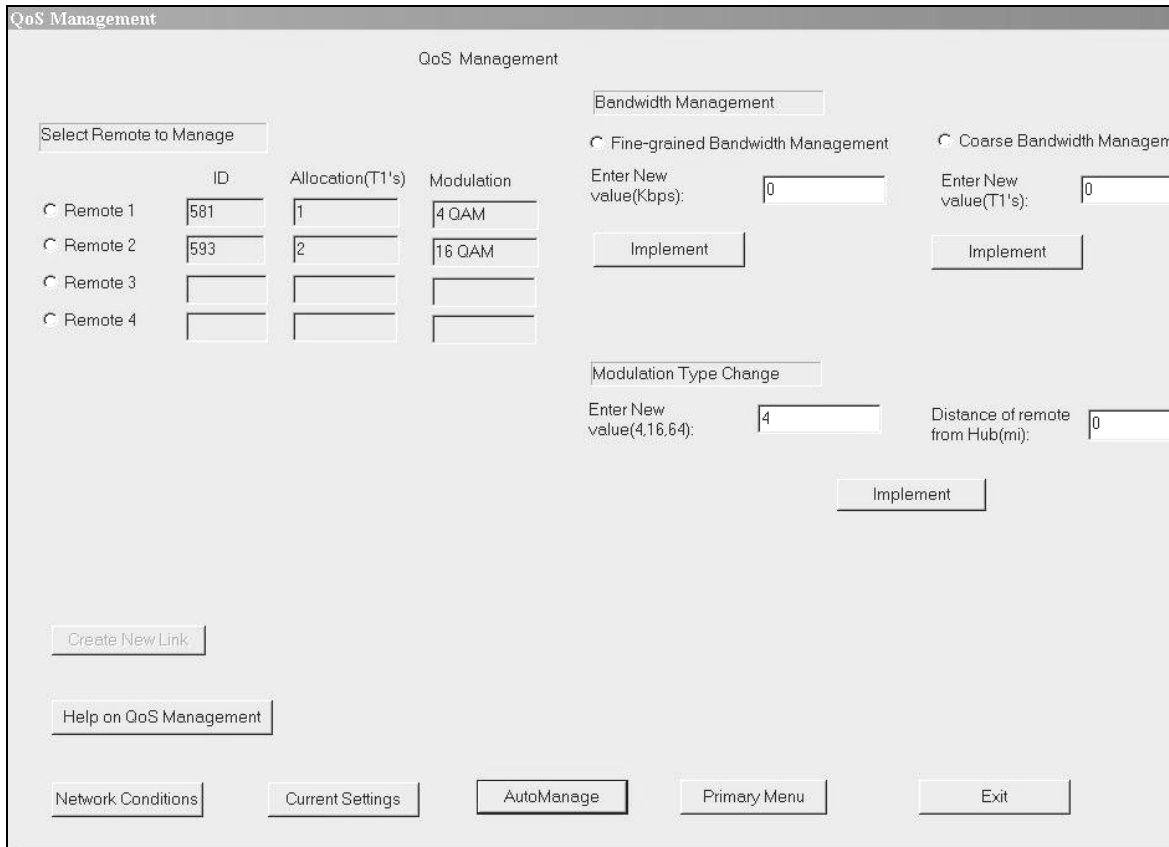 QoS Management
QoS Management
Select Remote to Manage
ID Allocation(T1's) Modulation
Remote 1 581 1 4 QAM
Remote 2 593 2 16 QAM
Remote 3
Remote 4
Bandwidth Management
Fine-grained Bandwidth Management
Enter New
value(Kbps):
0
Implement
Coarse Bandwidth Managem
Enter New
value(T1's):
0
Implement
Modulation Type Change
Enter New
value(4,16,64):
4
Distance of remote
from Hub(mi):
0
Implement
Create New Link
Help on QoS Management
Network Conditions
Current Settings
AutoManage
Primary Menu
Exit